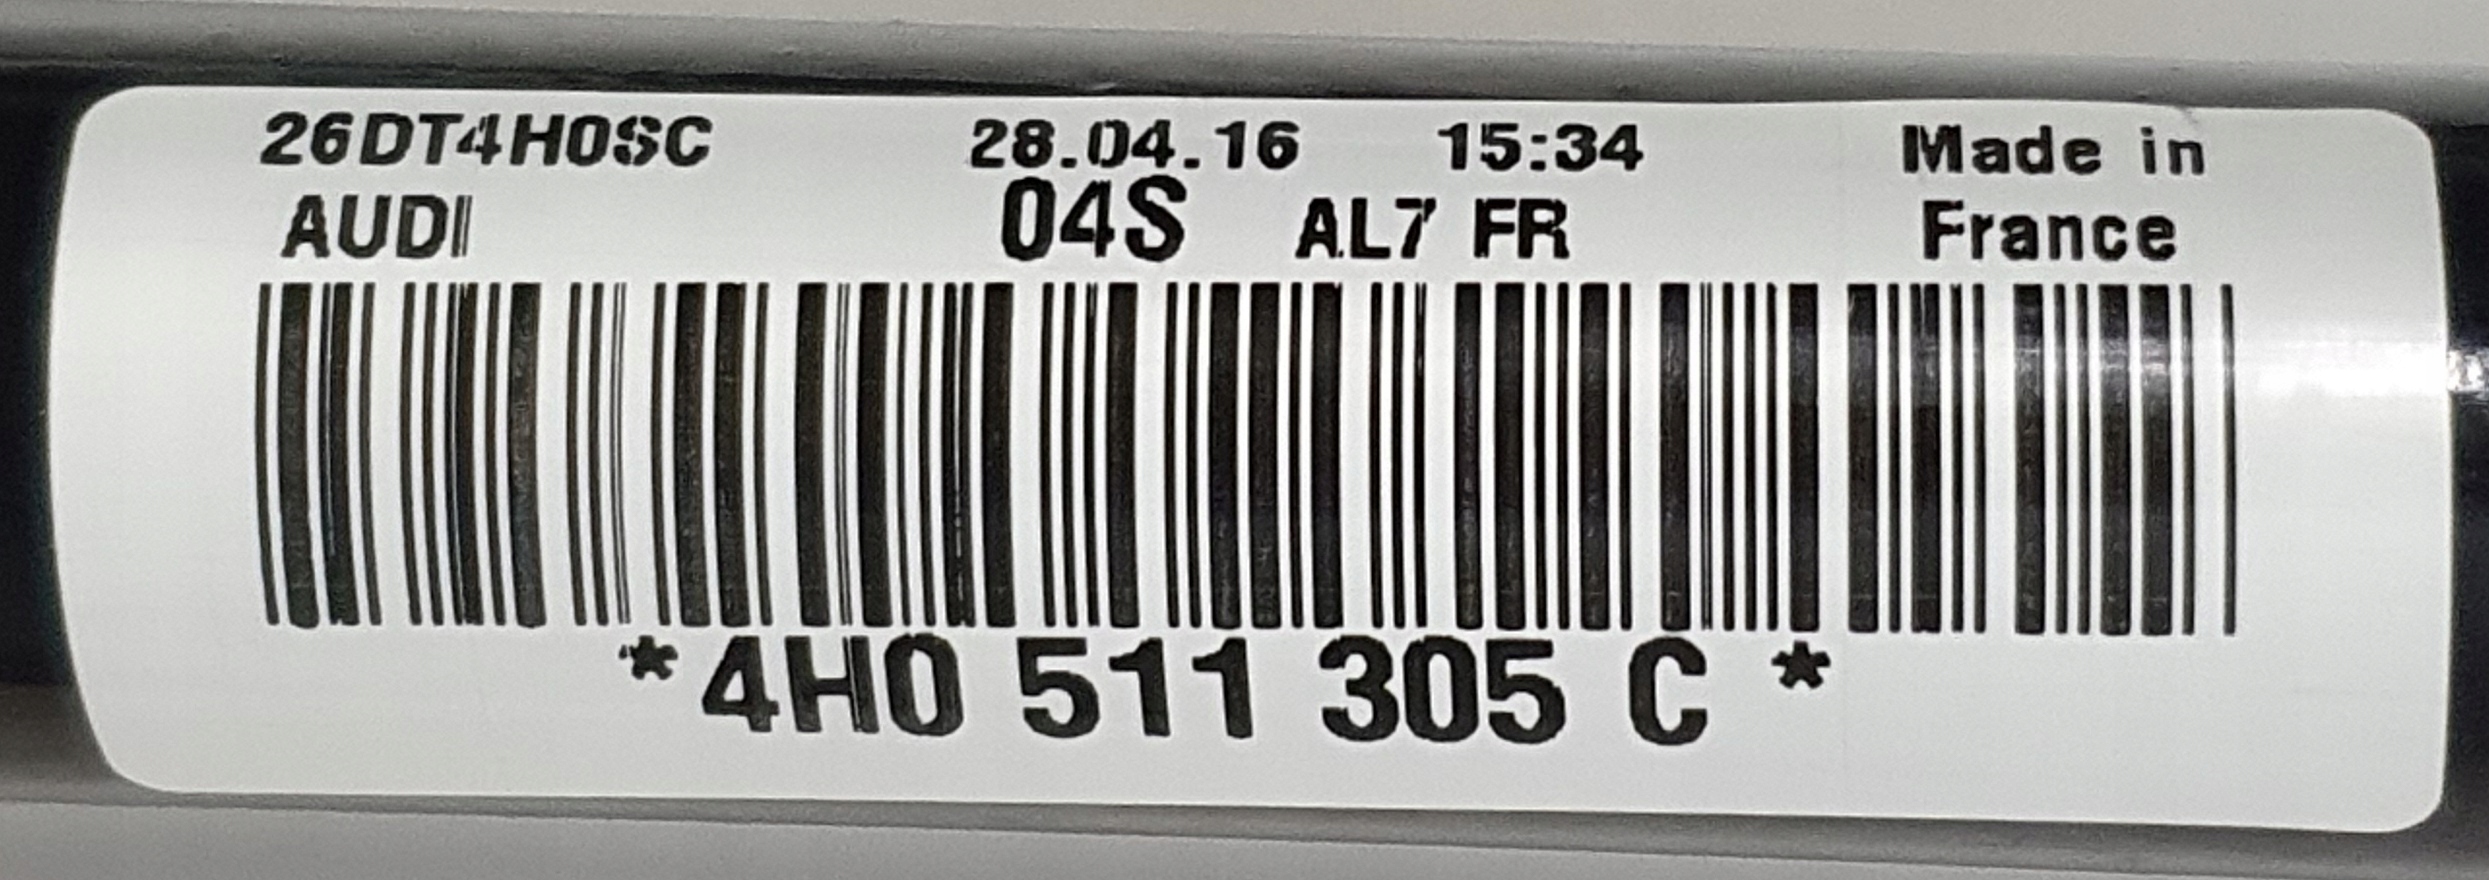 26DT4H0SC 28.04.16 15:34 Made in
AUDI 04S AL7 FR France
*4H0 511 305 C *